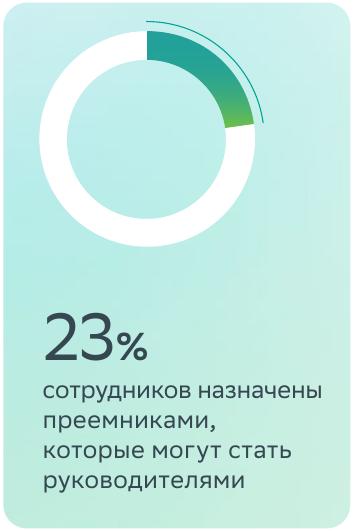 23%
сотрудников назначены
преемниками,
которые могут стать
руководителями